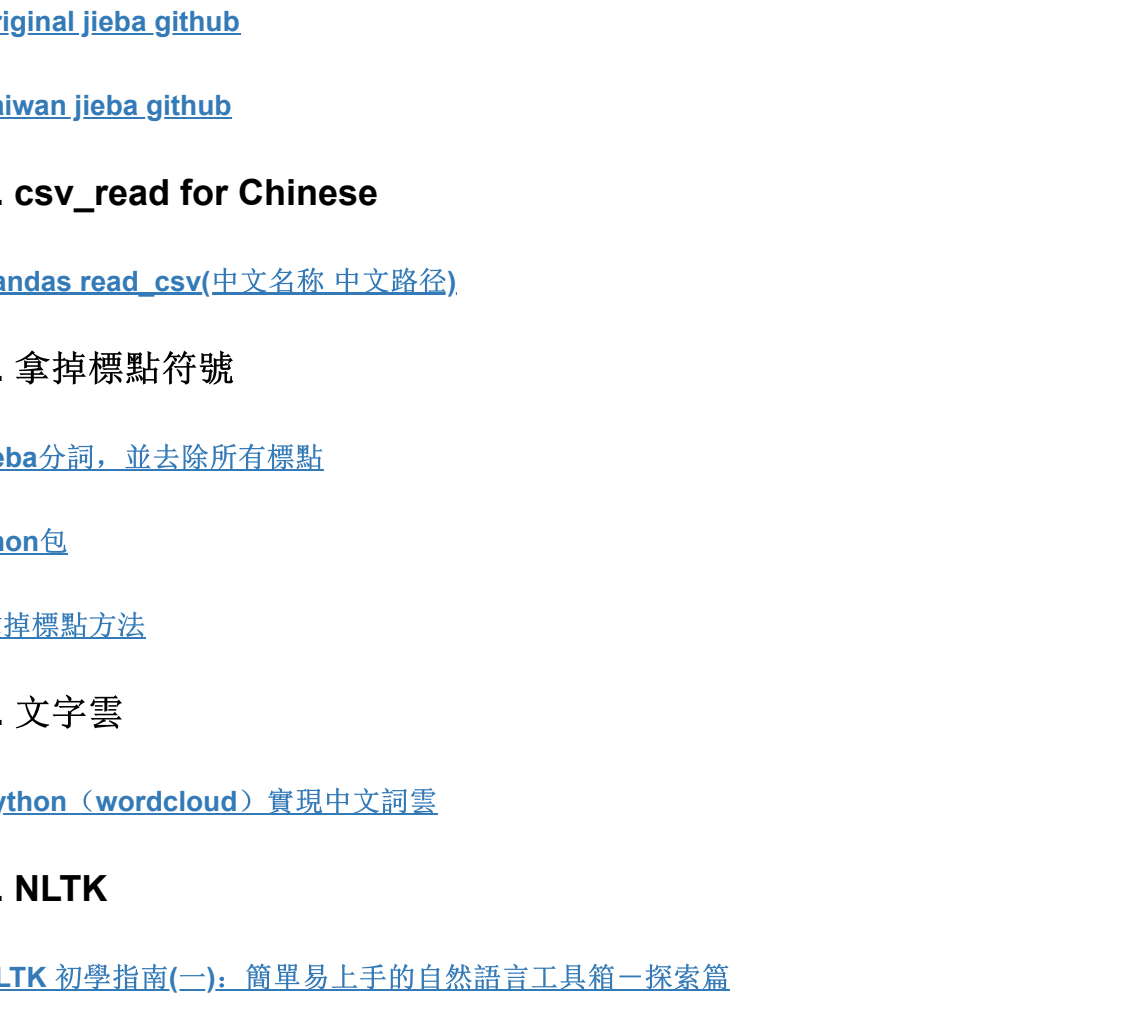 riginal jieba github
aiwan jieba github
. csv_read for Chinese
andas read_csv(中文名称 中文路径)
. 拿掉標點符號
eba分詞，並去除所有標點
hon包
掉標點方法
. 文字雲
ython（wordcloud）實現中文詞雲
. NLTK
LTK 初學指南(一)：簡單易上手的自然語言工具箱－探索篇